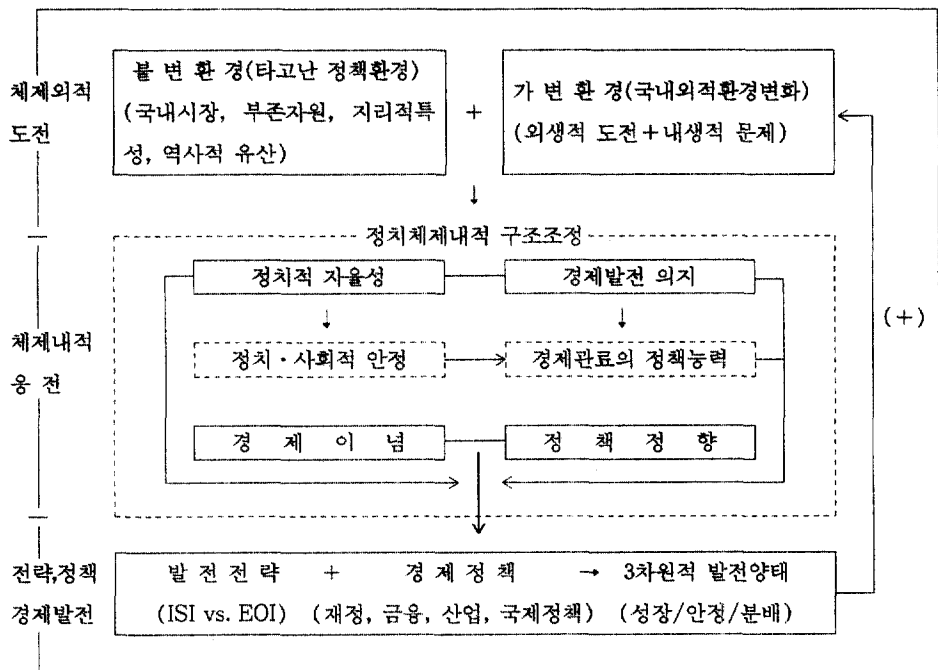 불 변 환 경(타고난 정책환경)
(국내시장, 부존자원, 지리적특
성, 역사적 유산)
+
가 변 환 경(국내외적환경변화)
(외생적 도전+내생적 문제)
체제외적
도전
↓
정치체제내적 구조조정
정치적 자율성
경제발전 의지
↓
↓
정치·사회적 안정
경제관료의 정책능력
체제내적
응 전
(+)
경 제 이 념
정 책 정 향
전략,정책
경제발전
발 전 전 략 + 경 제 정 책 → 3차원적 발전양태
(ISI vs. EOI) (재정, 금융, 산업, 국제정책) (성장/안정/분배)